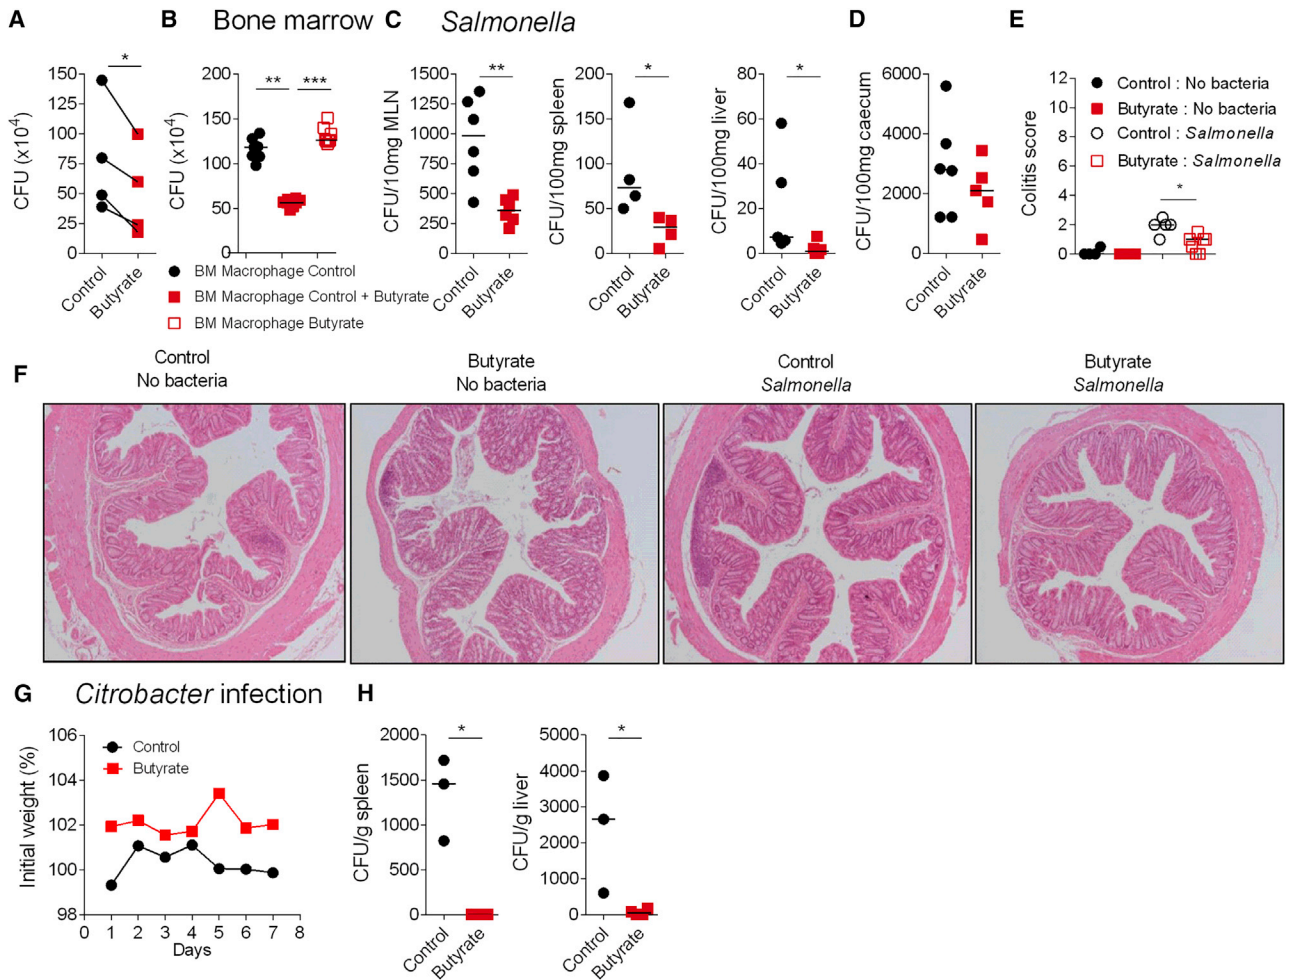 A
B
Bone marrow
C
Salmonella
D
E
*
CFU (x10⁴)
150
125
100
75
50
25
0
Control
Butyrate
** ***
CFU (x10⁴)
200
150
100
50
0
BM Macrophage Control
BM Macrophage Control + Butyrate
BM Macrophage Butyrate
**
CFU/10mg MLN
1500
1250
1000
750
500
250
0
Control
Butyrate
*
CFU/100mg spleen
200
150
100
50
0
Control
Butyrate
*
CFU/100mg liver
80
60
40
20
0
Control
Butyrate
CFU/100mg caecum
6000
4000
2000
0
Control
Butyrate
Colitis score
12
10
8
6
4
2
0
*
Control : No bacteria
Butyrate : No bacteria
Control : Salmonella
Butyrate : Salmonella
F
Control
No bacteria
Butyrate
No bacteria
Control
Salmonella
Butyrate
Salmonella
G
Citrobacter infection
Initial weight (%)
106
104
102
100
98
Control
Butyrate
0 1 2 3 4 5 6 7 8
Days
H
*
CFU/g spleen
2000
1500
1000
500
0
Control
Butyrate
*
CFU/g liver
5000
4000
3000
2000
1000
0
Control
Butyrate